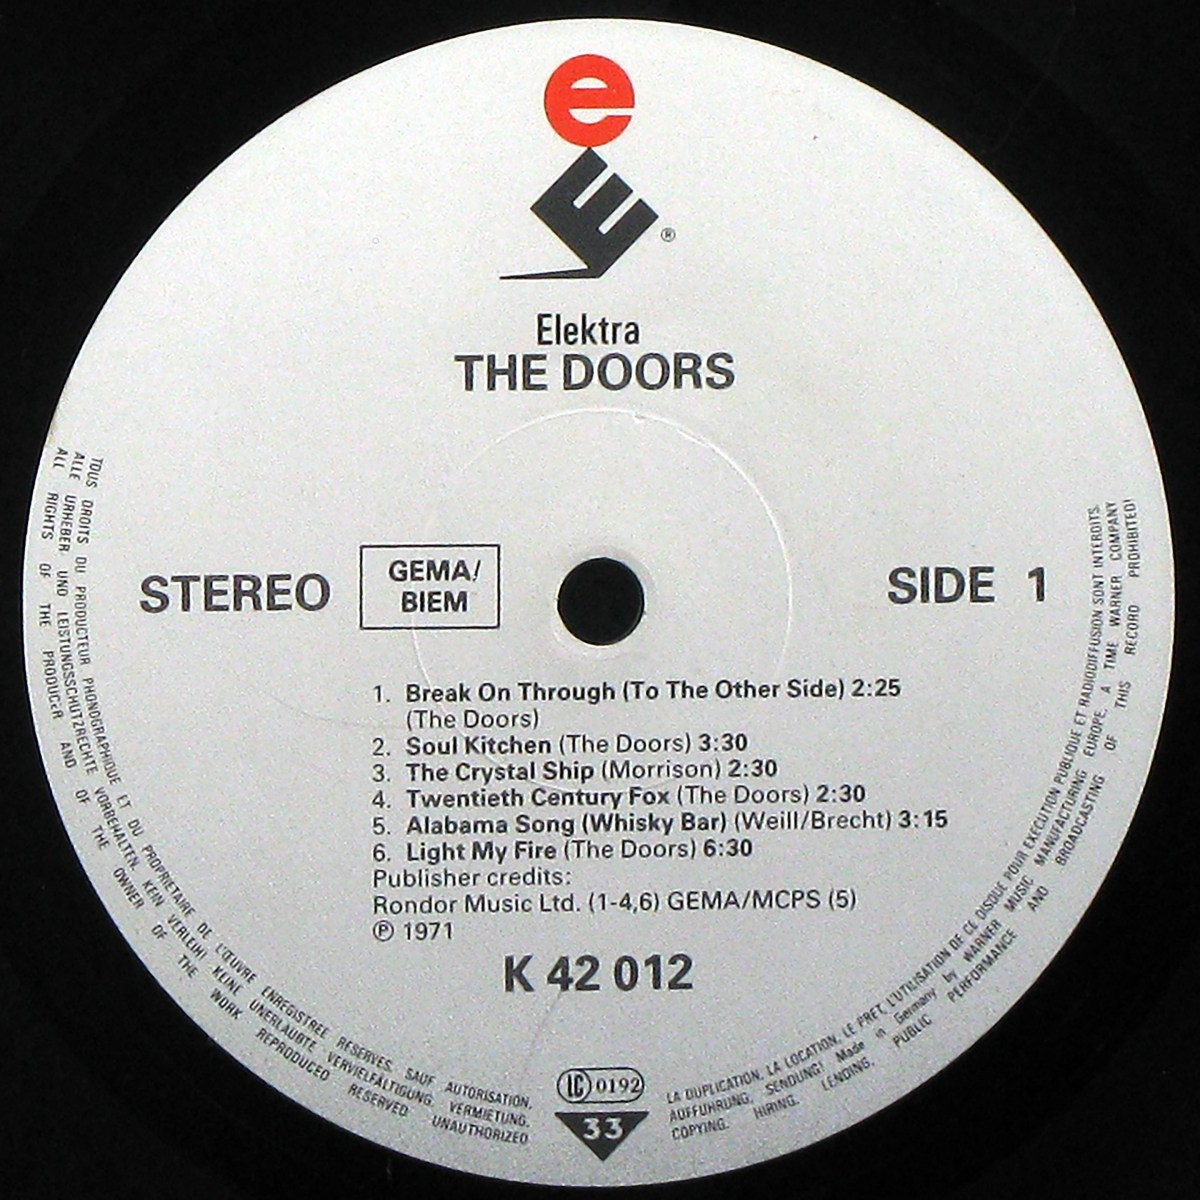 e
E ®
Elektra
THE DOORS
STEREO
GEMA/
BIEM
SIDE 1
1. Break On Through (To The Other Side) 2:25
(The Doors)
2. Soul Kitchen (The Doors) 3:30
3. The Crystal Ship (Morrison) 2:30
4. Twentieth Century Fox (The Doors) 2:30
5. Alabama Song (Whisky Bar) (Weill/Brecht) 3:15
6. Light My Fire (The Doors) 6:30
Publisher credits:
Rondor Music Ltd. (1-4,6) GEMA/MCPS (5)
℗ 1971
K 42 012
LC 0192
33
TOUS DROITS DU PRODUCTEUR PHONOGRAPHIQUE ET DU PROPRIETAIRE DE L'ŒUVRE ENREGISTREE RESERVES. SAUF AUTORISATION, LA DUPLICATION, LA LOCATION, LE PRET, L'UTILISATION DE CE DISQUE POUR EXECUTION PUBLIQUE ET RADIODIFFUSION SONT INTERDITS.
ALLE URHEBER UND LEISTUNGSSCHUTZRECHTE VORBEHALTEN. KEIN VERLEIH! KEINE UNERLAUBTE VERVIELFÄLTIGUNG, VERMIETUNG, AUFFÜHRUNG, SENDUNG! Made in Germany by WARNER MUSIC MANUFACTURING EUROPE. A TIME WARNER COMPANY
ALL RIGHTS OF THE PRODUCER AND OF THE OWNER OF THE WORK REPRODUCED RESERVED UNAUTHORIZED COPYING, HIRING, LENDING, PUBLIC PERFORMANCE AND BROADCASTING OF THIS RECORD PROHIBITED!